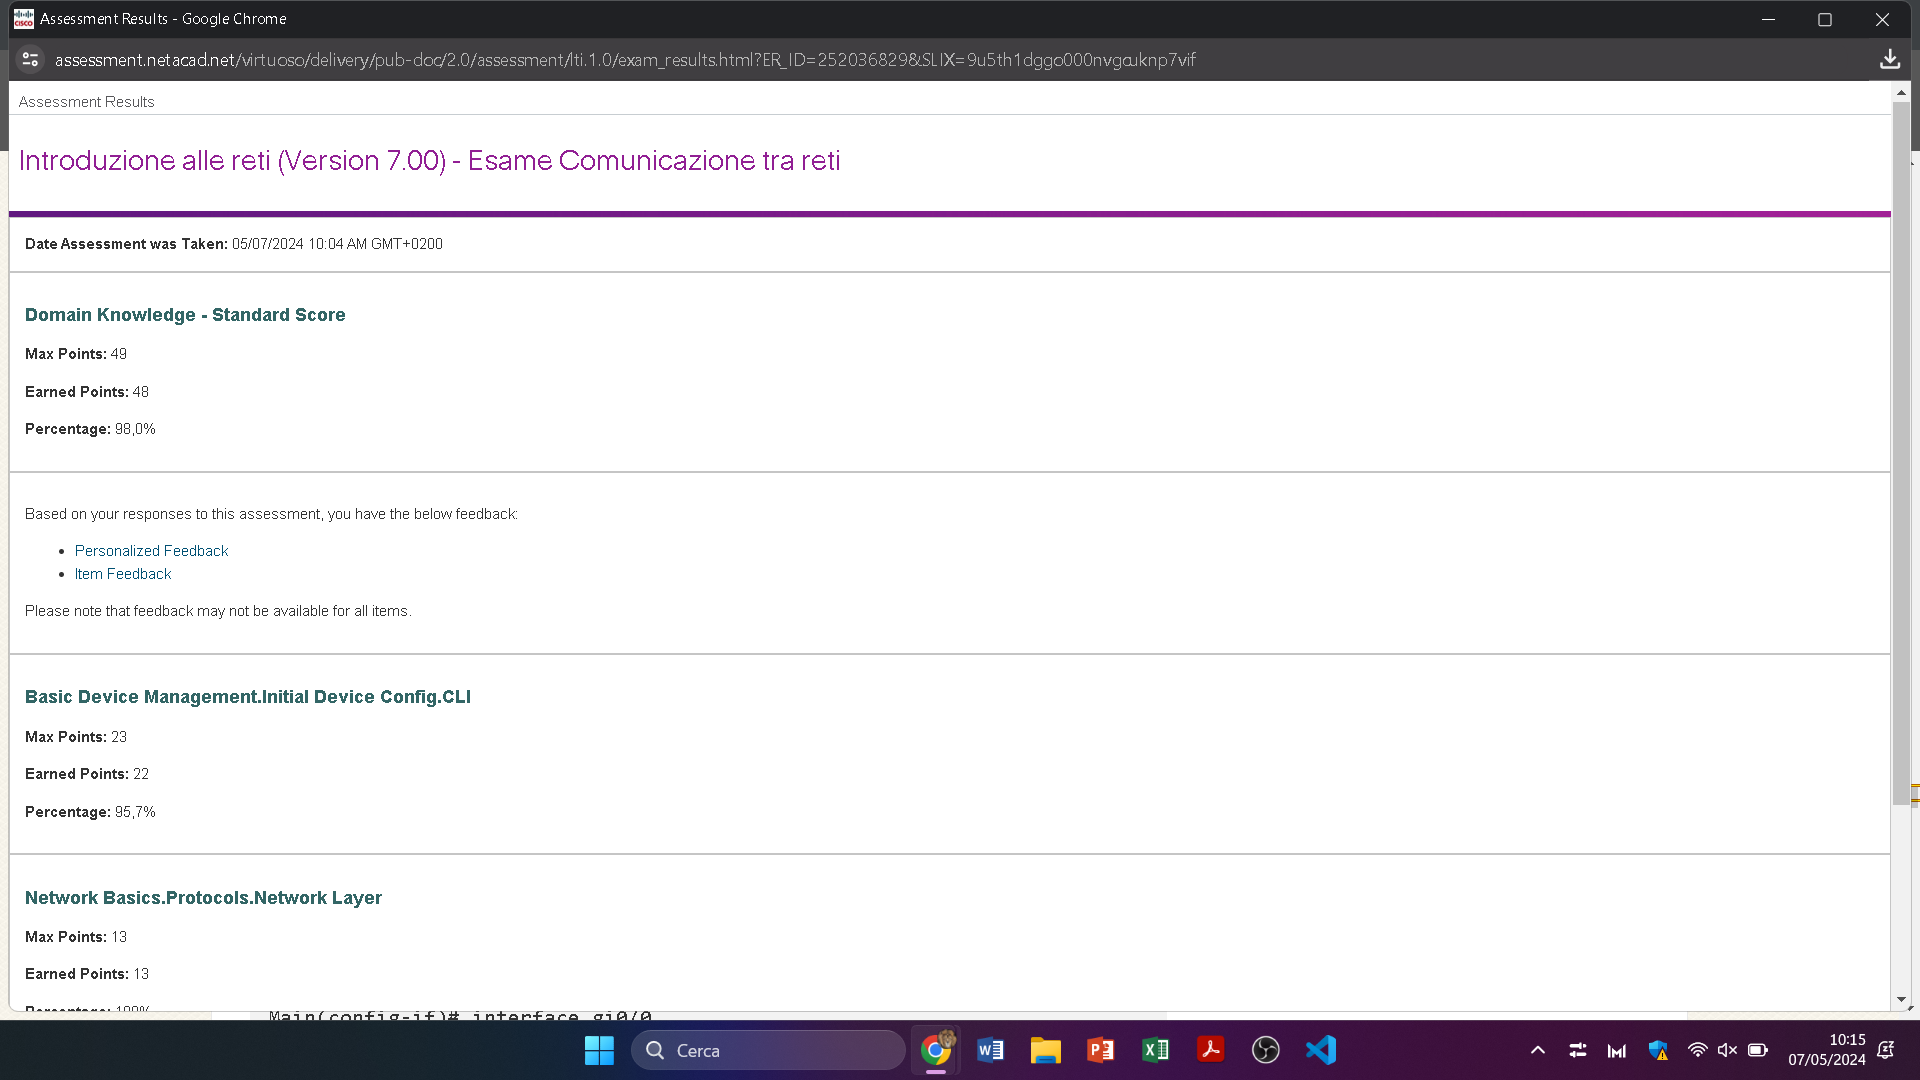 Assessment Results - Google Chrome
assessment.netacad.net/virtuoso/delivery/pub-doc/2.0/assessment/lti.1.0/exam_results.html?ER_ID=252036829&SLIX=9u5th1dggo000nvgcuknp7vif
Assessment Results
Introduzione alle reti (Version 7.00) - Esame Comunicazione tra reti
Date Assessment was Taken: 05/07/2024 10:04 AM GMT+0200
Domain Knowledge - Standard Score
Max Points: 49
Earned Points: 48
Percentage: 98,0%
Based on your responses to this assessment, you have the below feedback:
• Personalized Feedback
• Item Feedback
Please note that feedback may not be available for all items.
Basic Device Management.Initial Device Config.CLI
Max Points: 23
Earned Points: 22
Percentage: 95,7%
Network Basics.Protocols.Network Layer
Max Points: 13
Earned Points: 13
Percentage: 100%
Main(config-if)# interface gi0/0
Cerca
10:15
07/05/2024